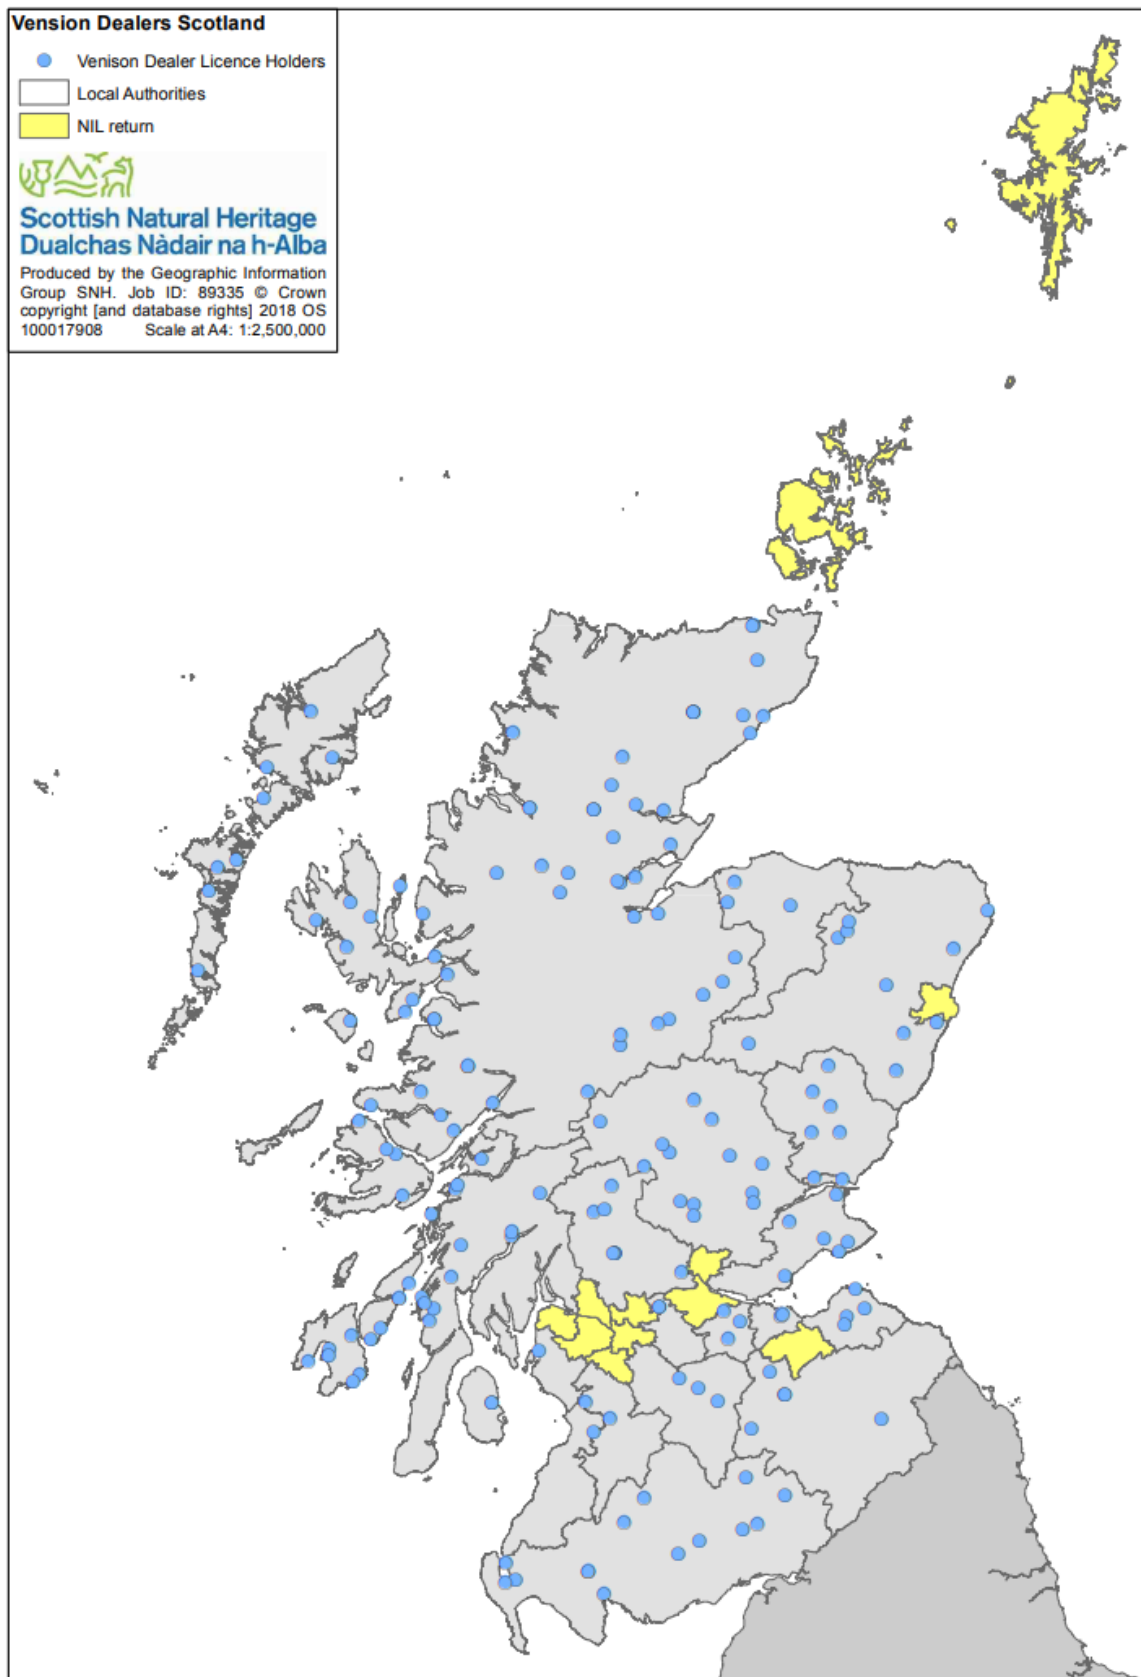 Vension Dealers Scotland
Venison Dealer Licence Holders
Local Authorities
NIL return
Scottish Natural Heritage
Dualchas Nàdair na h-Alba
Produced by the Geographic Information
Group SNH. Job ID: 89335 © Crown
copyright [and database rights] 2018 OS
100017908 Scale at A4: 1:2,500,000